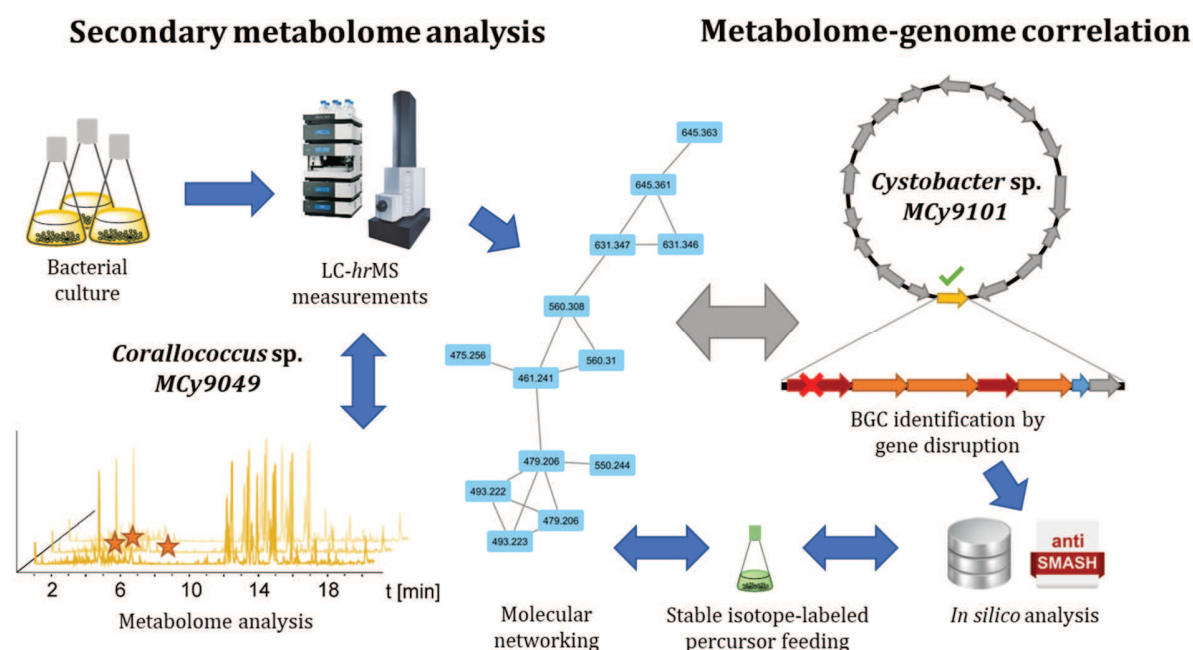 Secondary metabolome analysis
Metabolome-genome correlation
Bacterial
culture
LC-hrMS
measurements
Corallococcus sp.
MCy9049
2
6
10
14
18
t [min]
Metabolome analysis
645.363
645.361
631.347
631.346
560.308
475.256
560.31
461.241
479.206
550.244
493.222
479.206
493.223
Molecular
networking
Cystobacter sp.
MCy9101
BGC identification by
gene disruption
Stable isotope-labeled
percursor feeding
anti
SMASH
In silico analysis